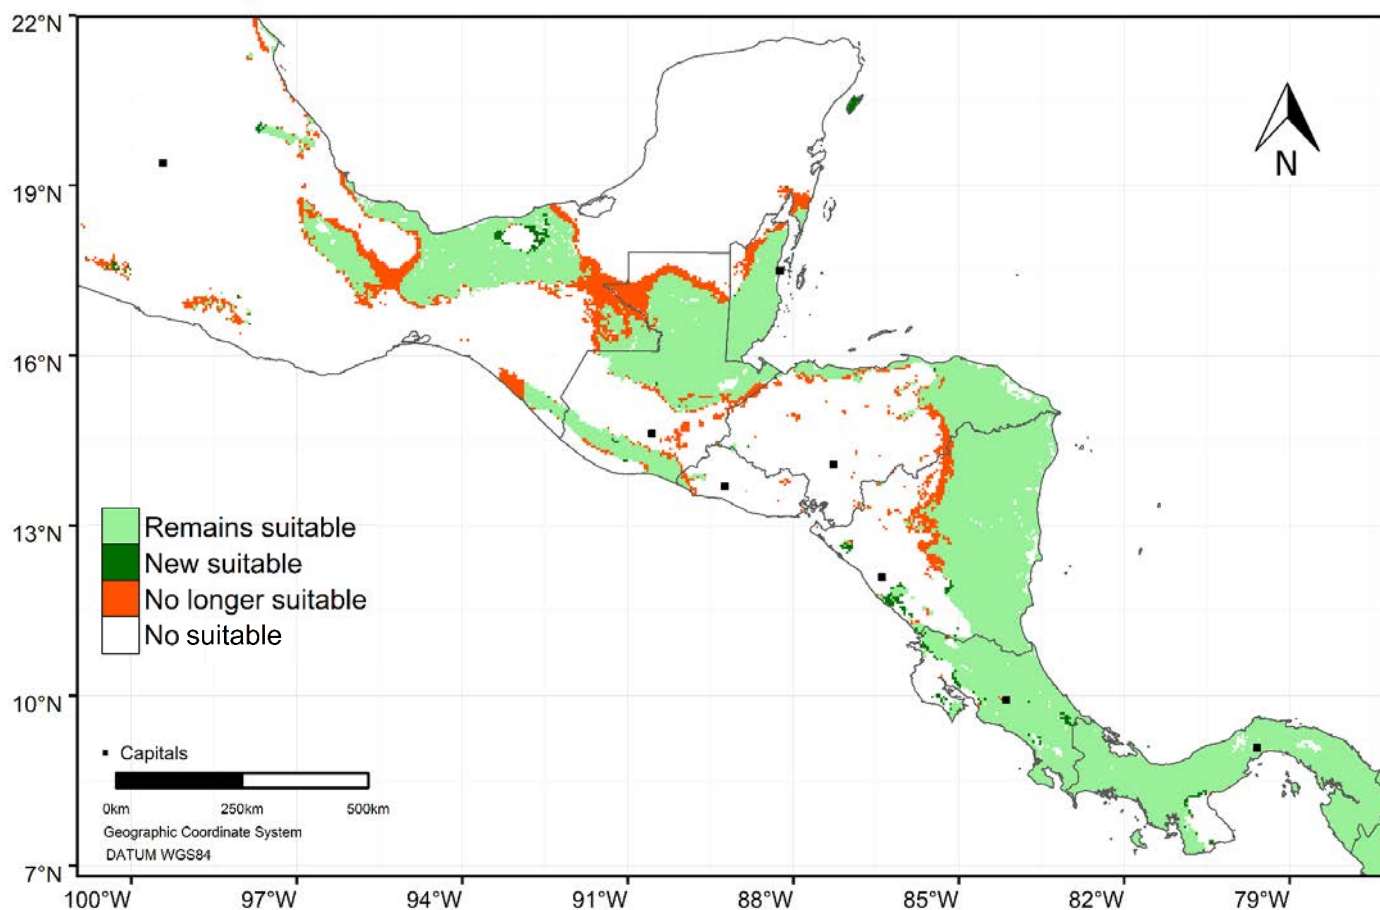 22°N
19°N
16°N
13°N
10°N
7°N
N
Remains suitable
New suitable
No longer suitable
No suitable
Capitals
0km 250km 500km
Geographic Coordinate System
DATUM WGS84
100°W 97°W 94°W 91°W 88°W 85°W 82°W 79°W